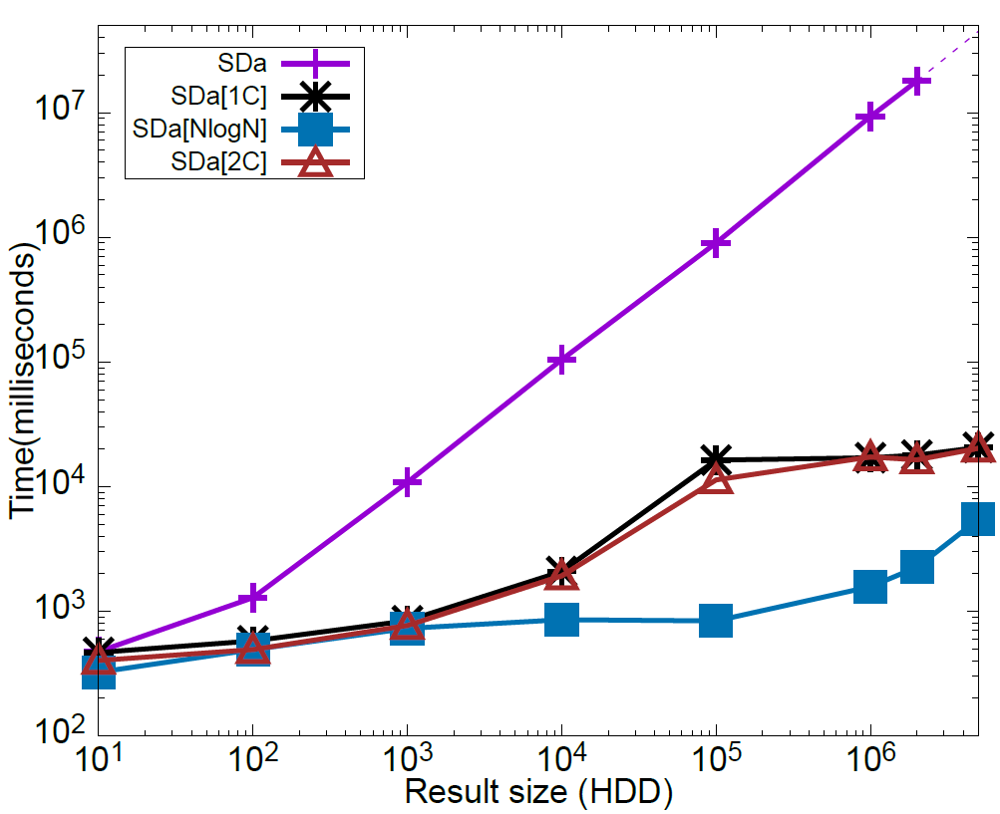 SDa
SDa[1C]
SDa[NlogN]
SDa[2C]
Time(milliseconds)
10^7
10^6
10^5
10^4
10^3
10^2
10^1 10^2 10^3 10^4 10^5 10^6
Result size (HDD)